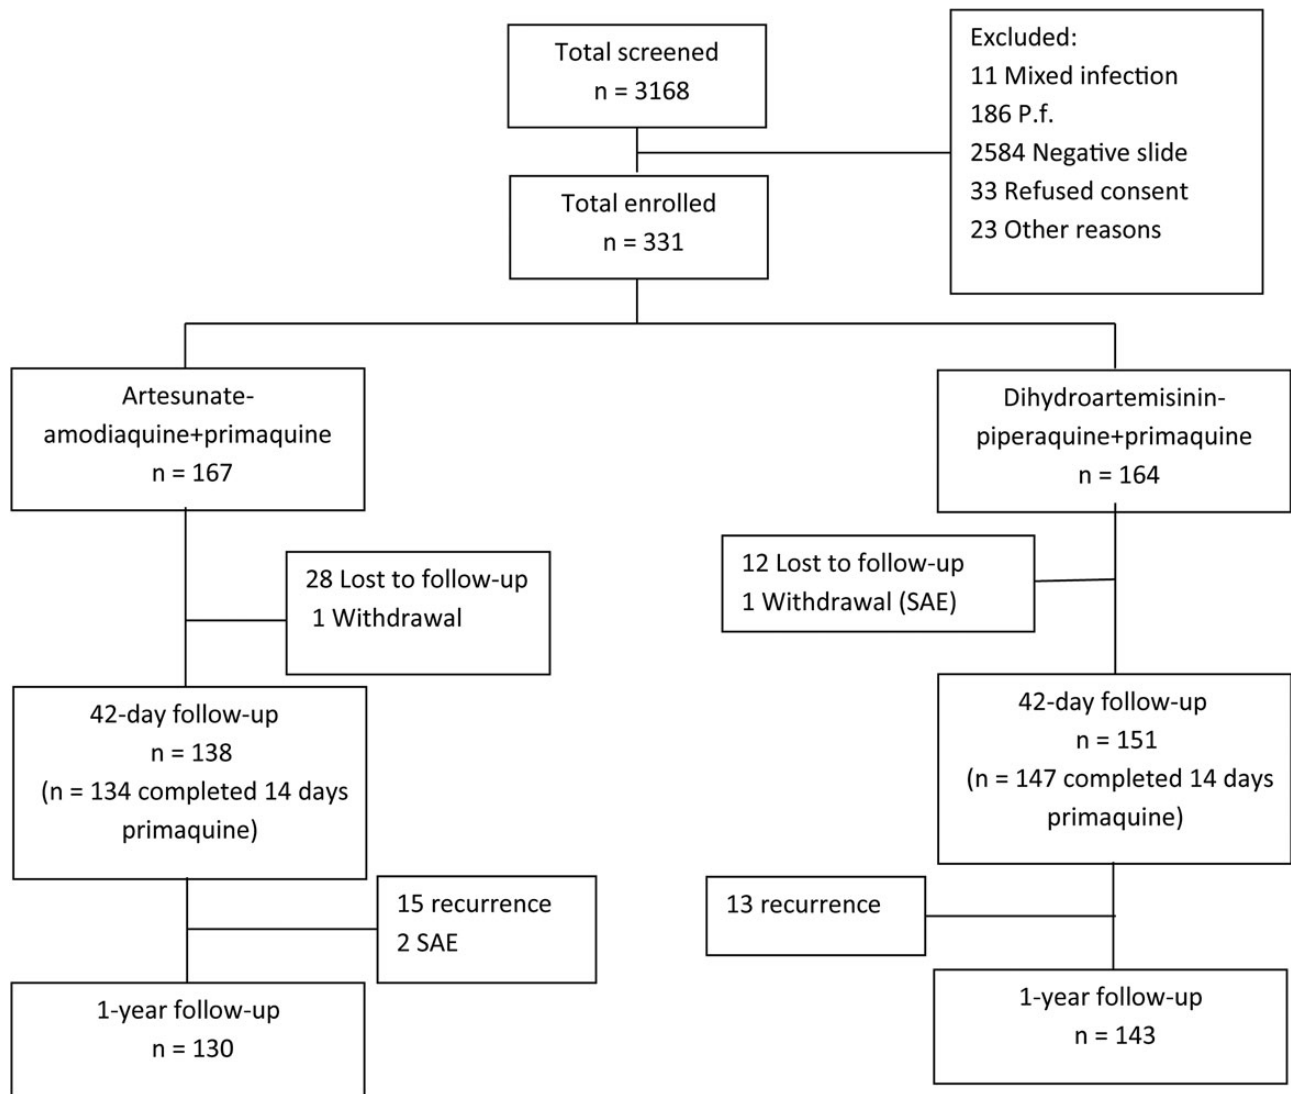 Total screened
n = 3168
Excluded:
11 Mixed infection
186 P.f.
2584 Negative slide
33 Refused consent
23 Other reasons
Total enrolled
n = 331
Artesunate-
amodiaquine+primaquine
n = 167
Dihydroartemisinin-
piperaquine+primaquine
n = 164
28 Lost to follow-up
1 Withdrawal
12 Lost to follow-up
1 Withdrawal (SAE)
42-day follow-up
n = 138
(n = 134 completed 14 days
primaquine)
42-day follow-up
n = 151
(n = 147 completed 14 days
primaquine)
15 recurrence
2 SAE
13 recurrence
1-year follow-up
n = 130
1-year follow-up
n = 143